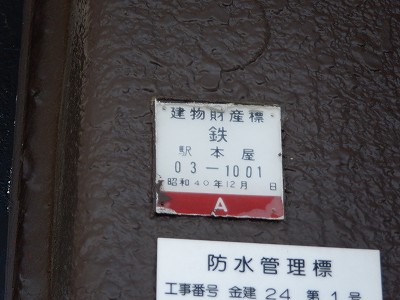 建物財産標
鉄
駅本屋
03-1001
昭和40年12月 日
A
防水管理標
工事番号 金建 24 第1号